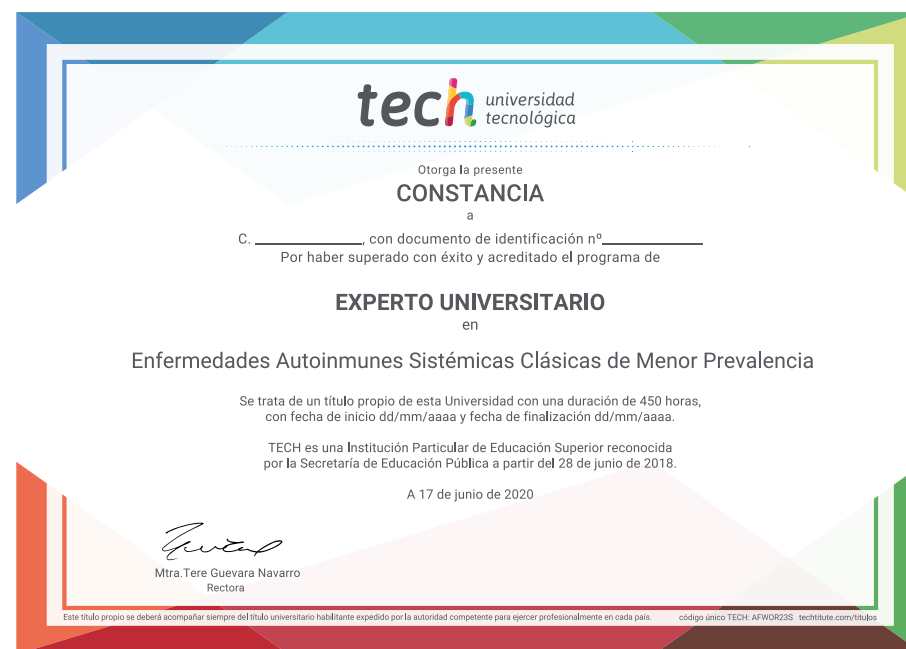 tech universidad
tecnológica
Otorga la presente
CONSTANCIA
a
C. ______________, con documento de identificación nº_____________
Por haber superado con éxito y acreditado el programa de
EXPERTO UNIVERSITARIO
en
Enfermedades Autoinmunes Sistémicas Clásicas de Menor Prevalencia
Se trata de un título propio de esta Universidad con una duración de 450 horas,
con fecha de inicio dd/mm/aaaa y fecha de finalización dd/mm/aaaa.
TECH es una Institución Particular de Educación Superior reconocida
por la Secretaría de Educación Pública a partir del 28 de junio de 2018.
A 17 de junio de 2020
Mtra.Tere Guevara Navarro
Rectora
Este título propio se deberá acompañar siempre del título universitario habilitante expedido por la autoridad competente para ejercer profesionalmente en cada país. código único TECH: AFWOR23S techtitute.com/titulos